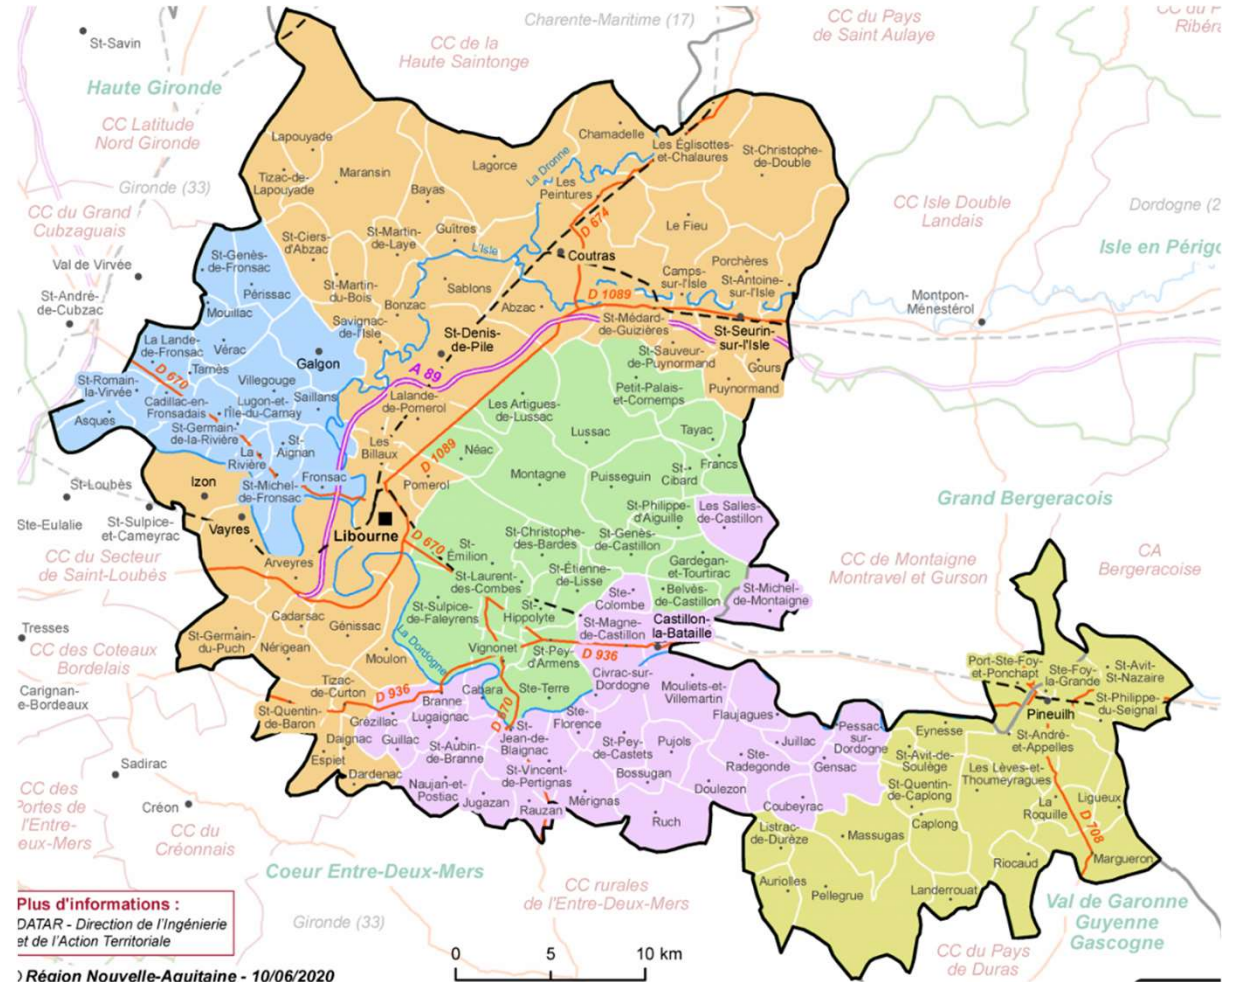 Charente-Maritime (17)
CC du Pays
de Saint Aulaye
CC du P
Ribéra
St-Savin
CC de la
Haute Saintonge
Haute Gironde
CC Latitude
Nord Gironde
Gironde (33)
CC du Grand
Cubzaguais
Val de Virvée
St-André-
de-Cubzac
Lapouyade
Maransin
Tizac-de-
Lapouyade
Lagorce
Bayas
Chamadelle
Les Églisottes-
et-Chalaures
St-Christophe-
de-Double
La Dronne
Les
Peintures
D 674
Le Fieu
CC Isle Double
Landais
Dordogne (2
Isle en Périgo
St-Ciers-
d'Abzac
St-Martin-
de-Laye
Guîtres
L'Isle
Coutras
Porchères
Camps-
sur-l'Isle
St-Antoine-
sur-l'Isle
St-Genès-
de-Fronsac
Périssac
Mouillac
St-Martin-
du-Bois
Bonzac
Sablons
Abzac
D 1089
St-Médard-
de-Guizières
St-Seurin-
sur-l'Isle
Montpon-
Ménestérol
Savignac-
de-l'Isle
St-Denis-
de-Pile
La Lande-
de-Fronsac
Vérac
Tarnès
Galgon
A 89
St-Sauveur-
de-Puynormand
Gours
Puynormand
Petit-Palais-
et-Cornemps
D 670
St-Romain-
la-Virvée
Villegouge
Cadillac-en-
Fronsadais
Lugon-et-
l'Île-du-Carnay
Saillans
Lalande-
de-Pomerol
Les Artigues-
de-Lussac
Asques
St-Germain-
de-la-Rivière
La
Rivière
St-
Aignan
Les
Billaux
D 1089
Néac
Lussac
Tayac
Montagne
Puisseguin
St-
Cibard
Francs
St-Loubès
Izon
St-Michel-
de-Fronsac
Fronsac
Pomerol
Grand Bergeracois
Ste-Eulalie
St-Sulpice-
et-Cameyrac
Vayres
Libourne
D 670
St-Philippe-
d'Aiguille
Les Salles-
de-Castillon
St-
Émilion
St-Christophe-
des-Bardes
St-Genès-
de-Castillon
CC du Secteur
de Saint-Loubès
Arveyres
St-Laurent-
des-Combes
St-Étienne-
de-Lisse
Gardegan-
et-Tourtirac
CC de Montaigne
Montravel et Gurson
CA
Bergeracoise
Belvès-
de-Castillon
St-Michel-
de-Montaigne
Ste-
Colombe
Cadarsac
Génissac
St-Sulpice-
de-Faleyrens
St-
Hippolyte
St-Magne-
de-Castillon
Castillon-
la-Bataille
Tresses
St-Germain-
du-Puch
Nérigean
Moulon
La Dordogne
Vignonet
St-Pey-
d'Armens
D 936
CC des Coteaux
Bordelais
Carignan-
e-Bordeaux
Tizac-
de-Curton
D 936
Branne
Cabara
Ste-Terre
Civrac-sur-
Dordogne
Mouliets-et-
Villemartin
Port-Ste-Foy-
et-Ponchapt
Ste-Foy-
la-Grande
St-Avit-
St-Nazaire
St-Philippe-
du-Seignal
Pineuilh
St-Quentin-
de-Baron
Grézillac
Lugaignac
D 670
Ste-
Florence
Flaujagues
Pessac-
sur-
Dordogne
Eynesse
St-André-
et-Appelles
Daignac
Guillac
St-Aubin-
de-Branne
St-
Jean-de-
Blaignac
St-Pey-
de-Castets
Pujols
Juillac
Ste-
Radegonde
Gensac
St-Avit-de-
Soulège
Les Lèves-et-
Thoumeyragues
Sadirac
Espiet
Dardenac
Naujan-et-
Postiac
St-Vincent-
de-Pertignas
Bossugan
Doulezon
St-Quentin-
de-Caplong
CC des
Portes de
l'Entre-
eux-Mers
Créon
CC du
Créonnais
Jugazan
Rauzan
Mérignas
Ruch
Coubeyrac
Listrac-
de-Durèze
Massugas
Caplong
La
Roquille
Ligueux
D 708
Riocaud
Margueron
Coeur Entre-Deux-Mers
CC rurales
de l'Entre-Deux-Mers
Auriolles
Pellegrue
Landerrouat
Val de Garonne
Guyenne
Gascogne
Plus d'informations :
DATAR - Direction de l'Ingénierie
et de l'Action Territoriale
Gironde (33)
CC du Pays
de Duras
0 5 10 km
Région Nouvelle-Aquitaine - 10/06/2020